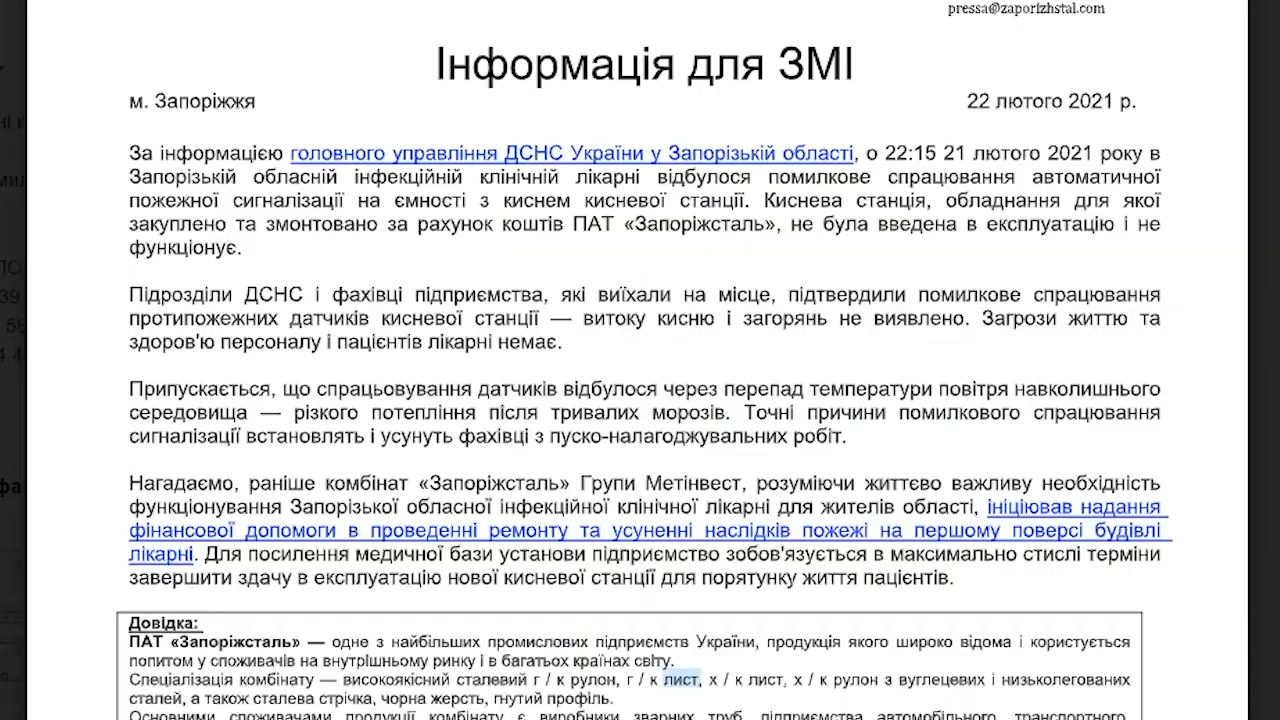 pressa@zaporizhstal.com
Інформація для ЗМІ
м. Запоріжжя 22 лютого 2021 р.
За інформацією головного управління ДСНС України у Запорізькій області, о 22:15 21 лютого 2021 року в
Запорізькій обласній інфекційній клінічній лікарні відбулося помилкове спрацювання автоматичної
пожежної сигналізації на ємності з киснем кисневої станції. Киснева станція, обладнання для якої
закуплено та змонтовано за рахунок коштів ПАТ «Запоріжсталь», не була введена в експлуатацію і не
функціонує.
Підрозділи ДСНС і фахівці підприємства, які виїхали на місце, підтвердили помилкове спрацювання
протипожежних датчиків кисневої станції — витоку кисню і загорянь не виявлено. Загрози життю та
здоров'ю персоналу і пацієнтів лікарні немає.
Припускається, що спрацьовування датчиків відбулося через перепад температури повітря навколишнього
середовища — різкого потепління після тривалих морозів. Точні причини помилкового спрацювання
сигналізації встановлять і усунуть фахівці з пуско-налагоджувальних робіт.
Нагадаємо, раніше комбінат «Запоріжсталь» Групи Метінвест, розуміючи життєво важливу необхідність
функціонування Запорізької обласної інфекційної клінічної лікарні для жителів області, ініціював надання
фінансової допомоги в проведенні ремонту та усуненні наслідків пожежі на першому поверсі будівлі
лікарні. Для посилення медичної бази установи підприємство зобов'язується в максимально стислі терміни
завершити здачу в експлуатацію нової кисневої станції для порятунку життя пацієнтів.
Довідка:
ПАТ «Запоріжсталь» — одне з найбільших промислових підприємств України, продукція якого широко відома і користується
попитом у споживачів на внутрішньому ринку і в багатьох країнах світу.
Спеціалізація комбінату — високоякісний сталевий г / к рулон, г / к лист, х / к лист, х / к рулон з вуглецевих і низьколегованих
сталей, а також сталева стрічка, чорна жерсть, гнутий профіль.
Основними споживачами продукції комбінату є виробники зварних труб, підприємства автомобільного, транспортного,